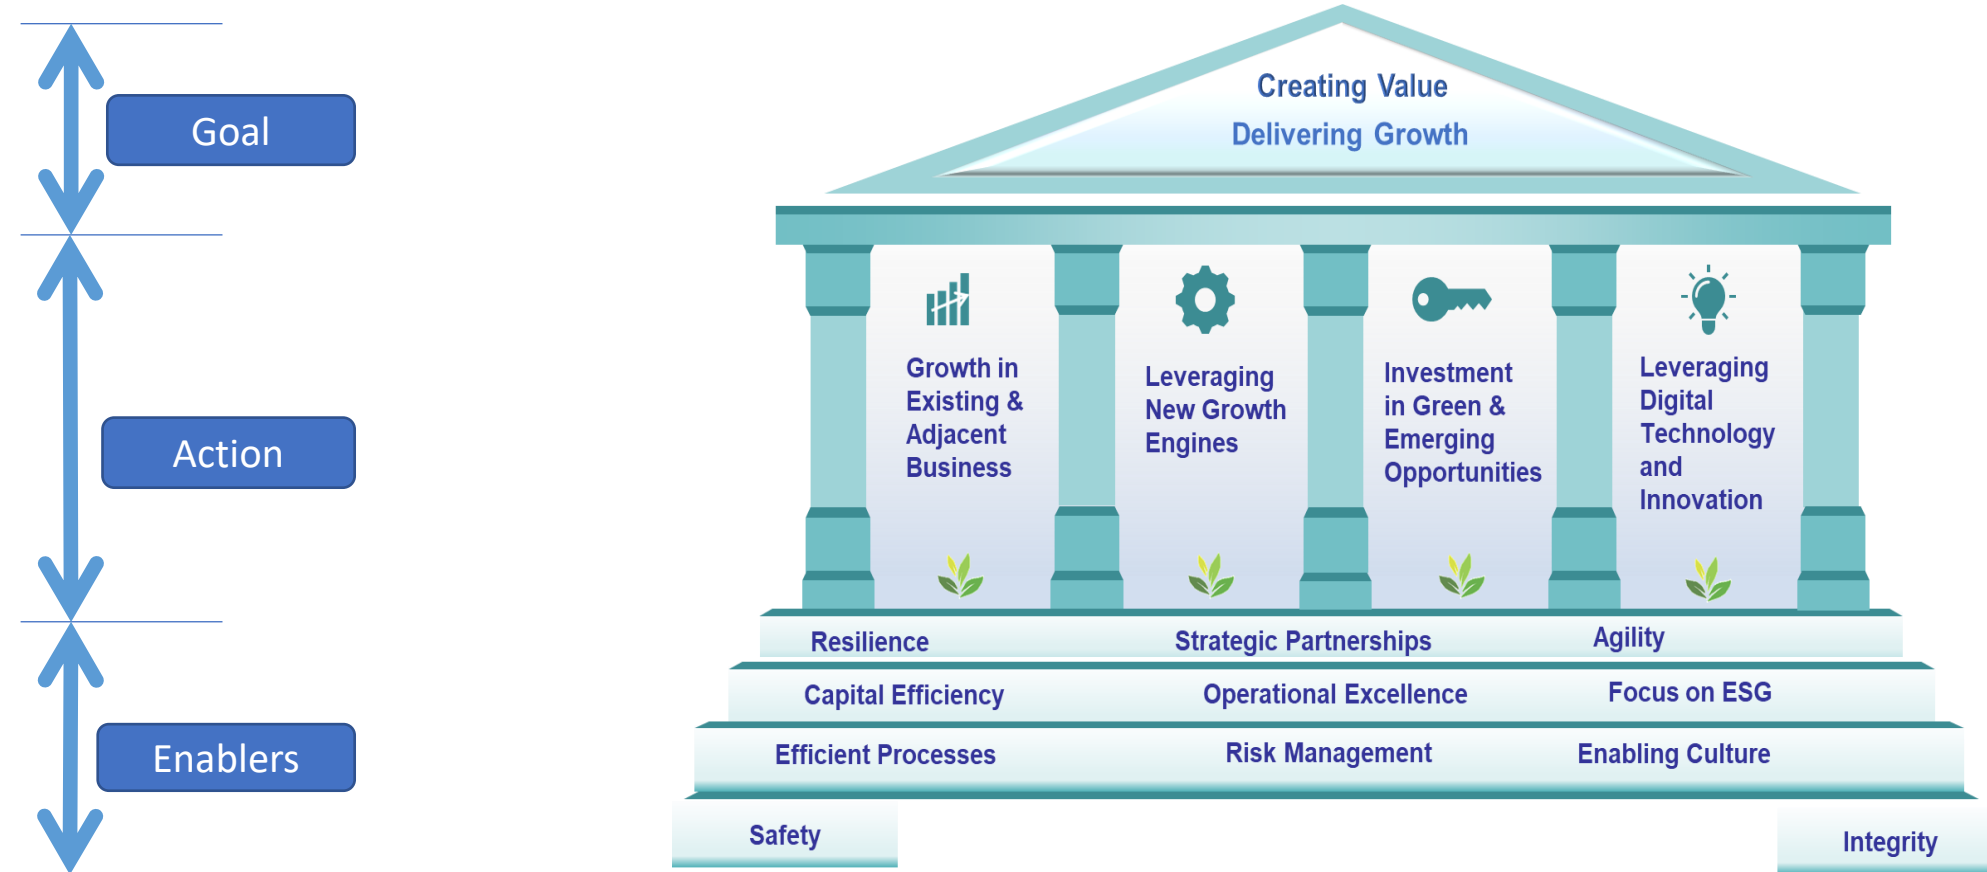 Goal
Creating Value
Delivering Growth
Action
Growth in
Existing &
Adjacent
Business
Leveraging
New Growth
Engines
Investment
in Green &
Emerging
Opportunities
Leveraging
Digital
Technology
and
Innovation
Enablers
Resilience
Strategic Partnerships
Agility
Capital Efficiency
Operational Excellence
Focus on ESG
Efficient Processes
Risk Management
Enabling Culture
Safety
Integrity